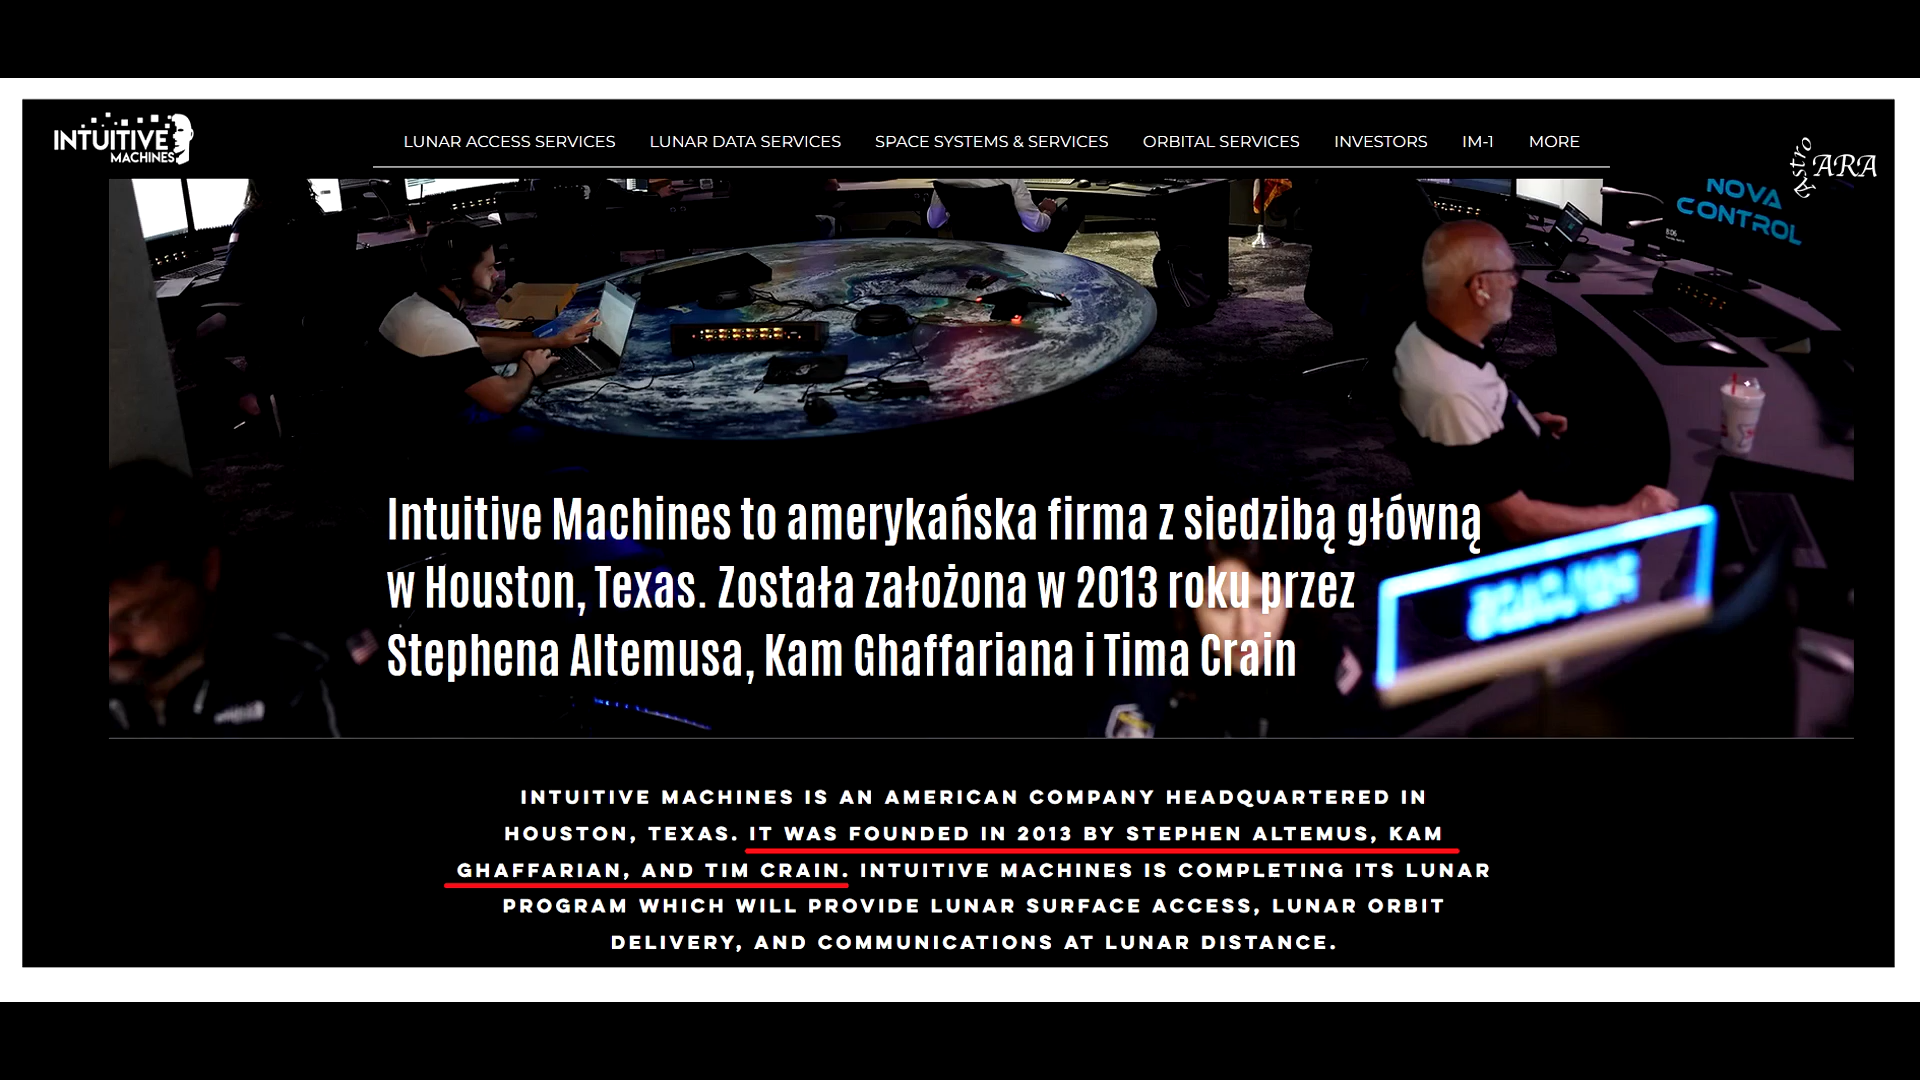 INTUITIVE
MACHINES
LUNAR ACCESS SERVICES LUNAR DATA SERVICES SPACE SYSTEMS & SERVICES ORBITAL SERVICES INVESTORS IM-1 MORE
Astro ARA
NOVA
CONTROL
8:06
Intuitive Machines to amerykańska firma z siedzibą główną
w Houston, Texas. Została założona w 2013 roku przez
Stephena Altemusa, Kam Ghaffariana i Tima Crain
INTUITIVE MACHINES IS AN AMERICAN COMPANY HEADQUARTERED IN
HOUSTON, TEXAS. IT WAS FOUNDED IN 2013 BY STEPHEN ALTEMUS, KAM
GHAFFARIAN, AND TIM CRAIN. INTUITIVE MACHINES IS COMPLETING ITS LUNAR
PROGRAM WHICH WILL PROVIDE LUNAR SURFACE ACCESS, LUNAR ORBIT
DELIVERY, AND COMMUNICATIONS AT LUNAR DISTANCE.